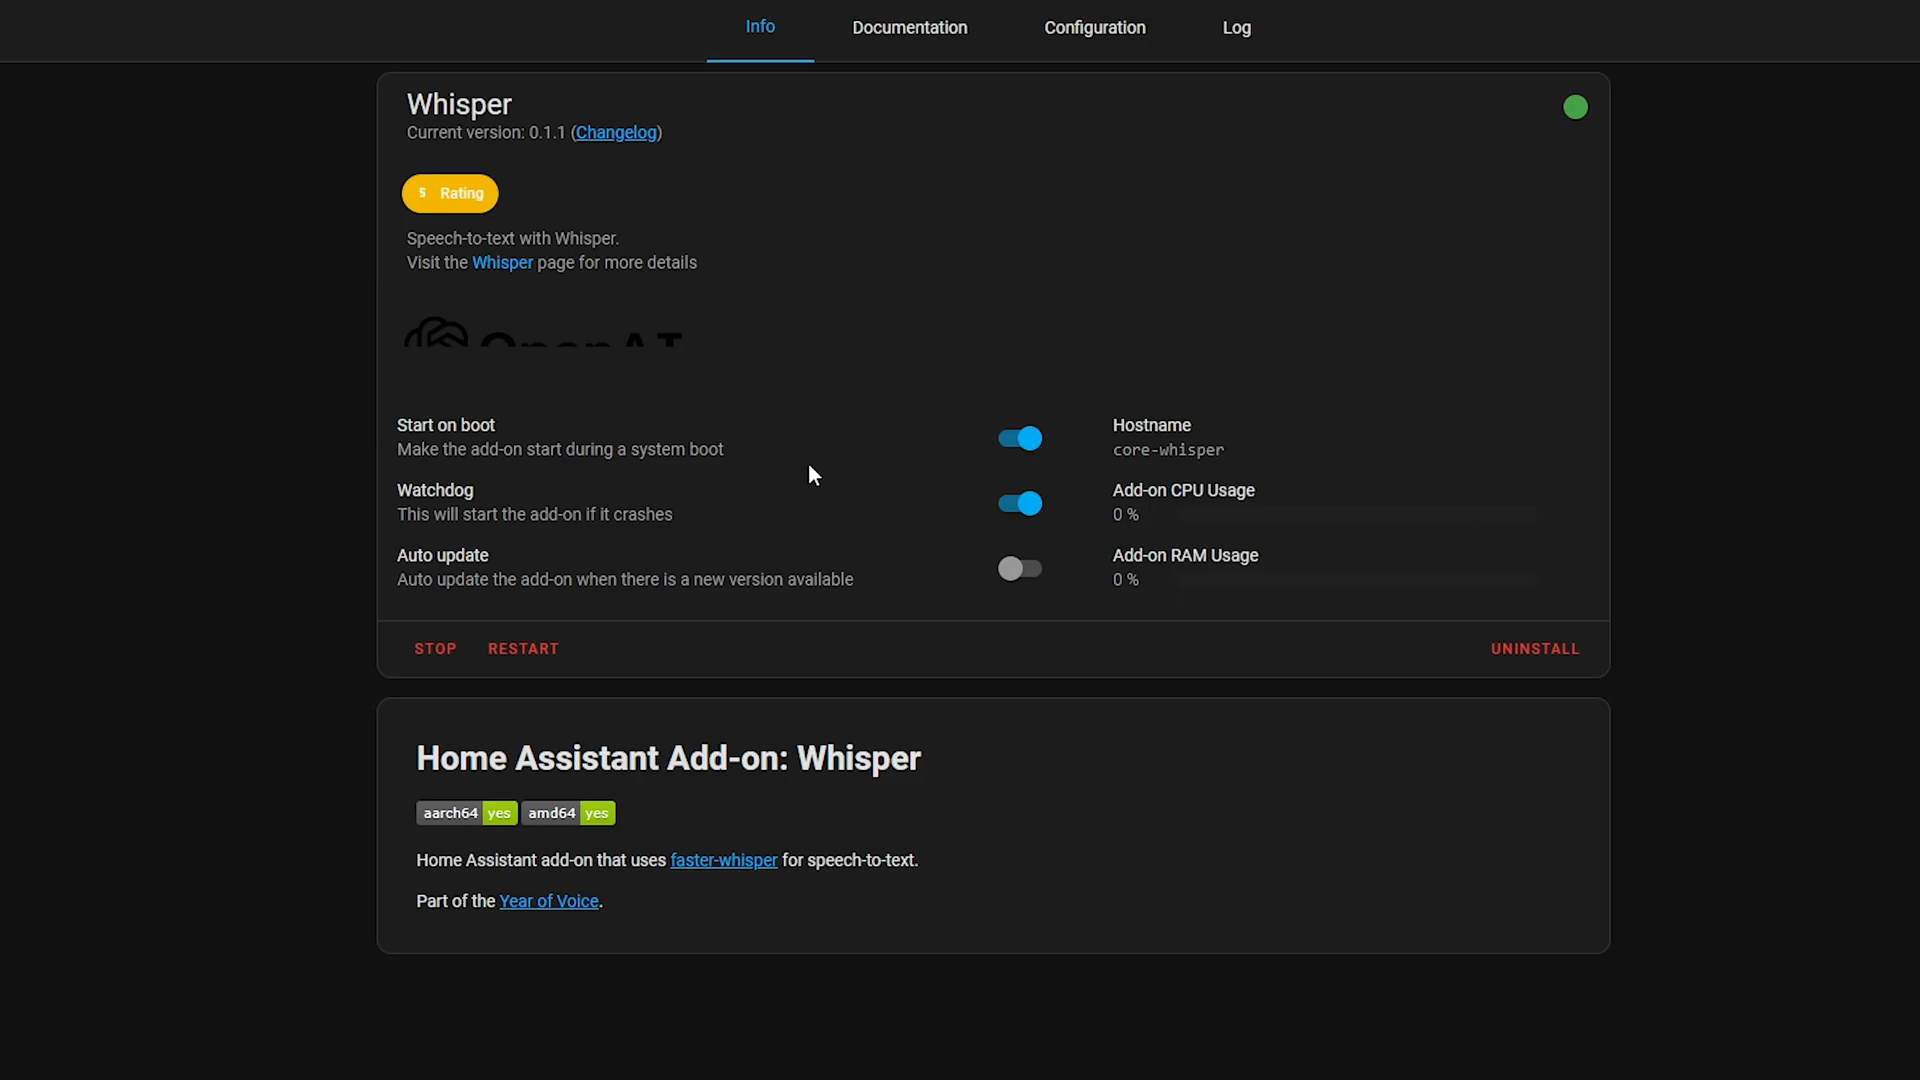 Info Documentation Configuration Log
Whisper
Current version: 0.1.1 (Changelog)
5 Rating
Speech-to-text with Whisper.
Visit the Whisper page for more details
OpenAI
Start on boot
Make the add-on start during a system boot
Hostname
core-whisper
Watchdog
This will start the add-on if it crashes
Add-on CPU Usage
0 %
Auto update
Auto update the add-on when there is a new version available
Add-on RAM Usage
0 %
STOP RESTART UNINSTALL
Home Assistant Add-on: Whisper
aarch64 yes amd64 yes
Home Assistant add-on that uses faster-whisper for speech-to-text.
Part of the Year of Voice.